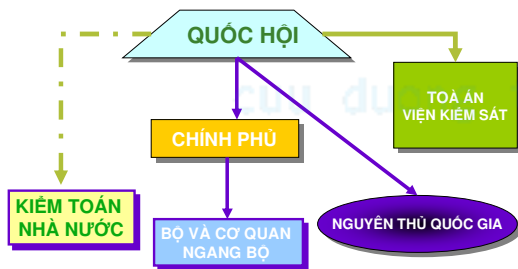 QUỐC HỘI
TOÀ ÁN
VIỆN KIỂM SÁT
CHÍNH PHỦ
KIỂM TOÁN
NHÀ NƯỚC
BỘ VÀ CƠ QUAN
NGANG BỘ
NGUYÊN THỦ QUỐC GIA